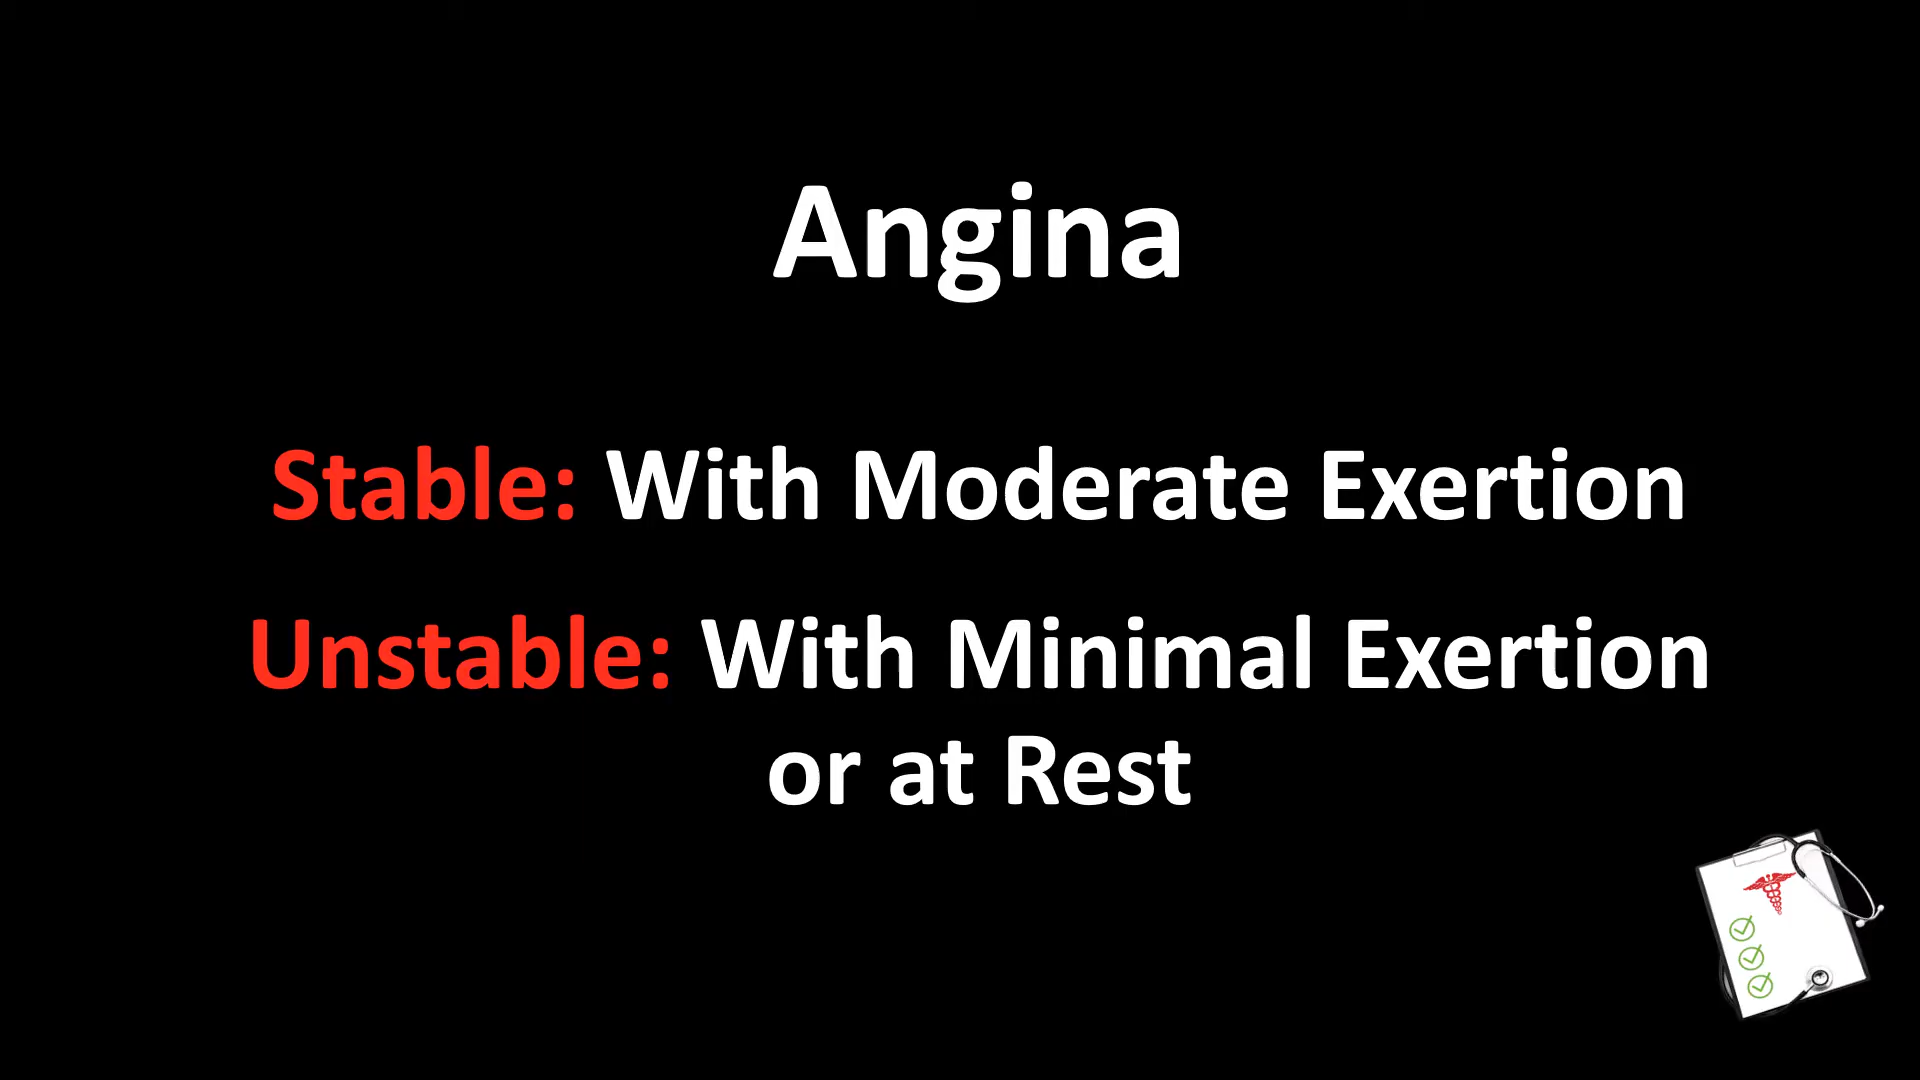 Angina
Stable: With Moderate Exertion
Unstable: With Minimal Exertion
or at Rest